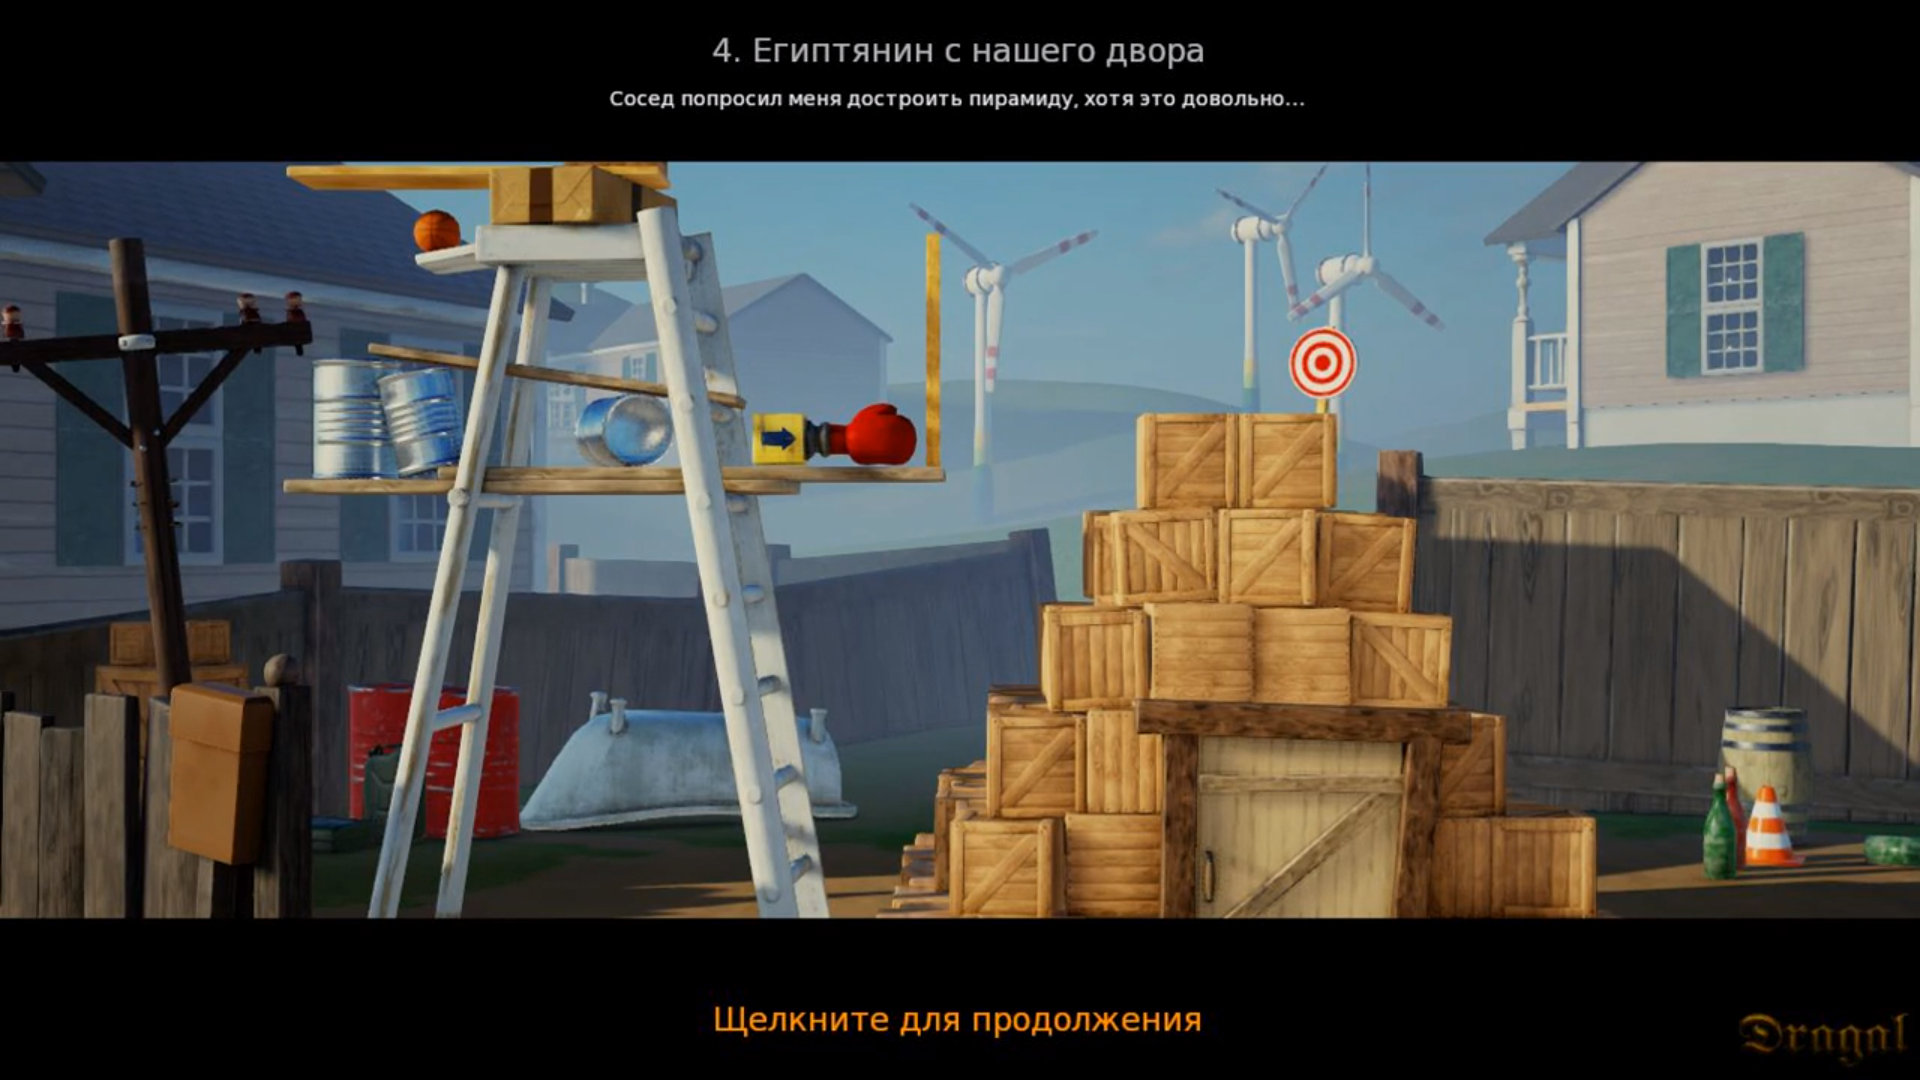 4. Египтянин с нашего двора
Сосед попросил меня достроить пирамиду, хотя это довольно...
Щелкните для продолжения
Dragal